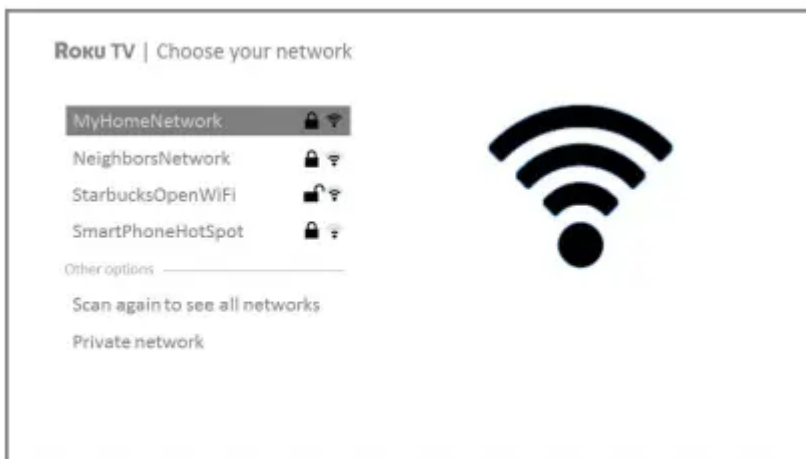 ROKU TV | Choose your network
MyHomeNetwork
NeighborsNetwork
StarbucksOpenWiFi
SmartPhoneHotSpot
Other options
Scan again to see all networks
Private network